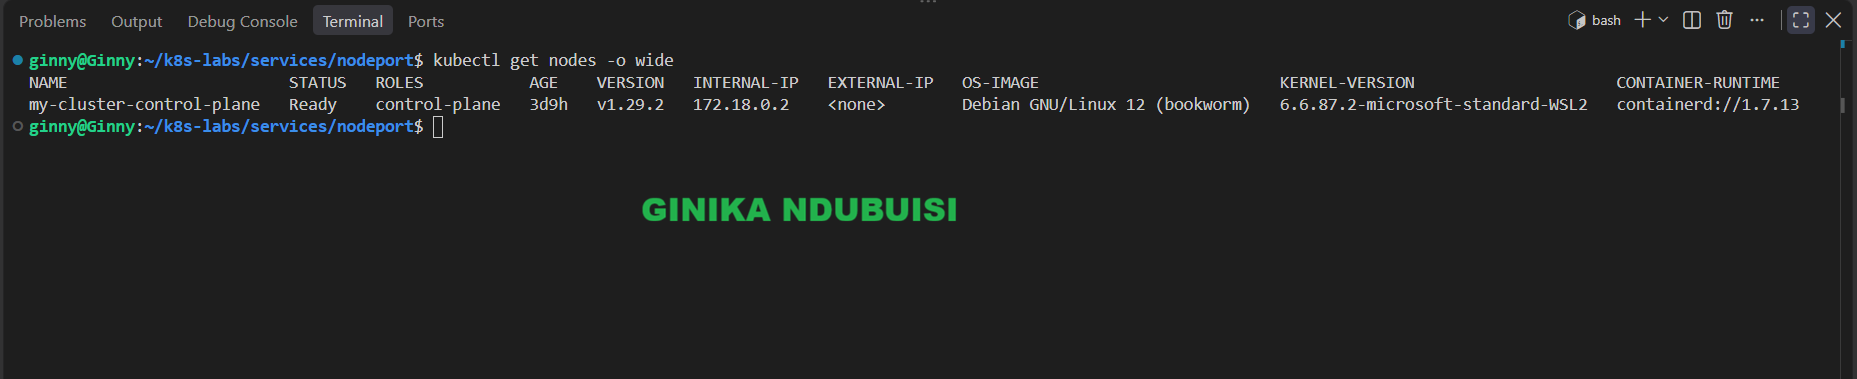 Problems Output Debug Console Terminal Ports bash
ginny@Ginny:~/k8s-labs/services/nodeport$ kubectl get nodes -o wide
NAME STATUS ROLES AGE VERSION INTERNAL-IP EXTERNAL-IP OS-IMAGE KERNEL-VERSION CONTAINER-RUNTIME
my-cluster-control-plane Ready control-plane 3d9h v1.29.2 172.18.0.2 <none> Debian GNU/Linux 12 (bookworm) 6.6.87.2-microsoft-standard-WSL2 containerd://1.7.13
ginny@Ginny:~/k8s-labs/services/nodeport$
GINIKA NDUBUISI